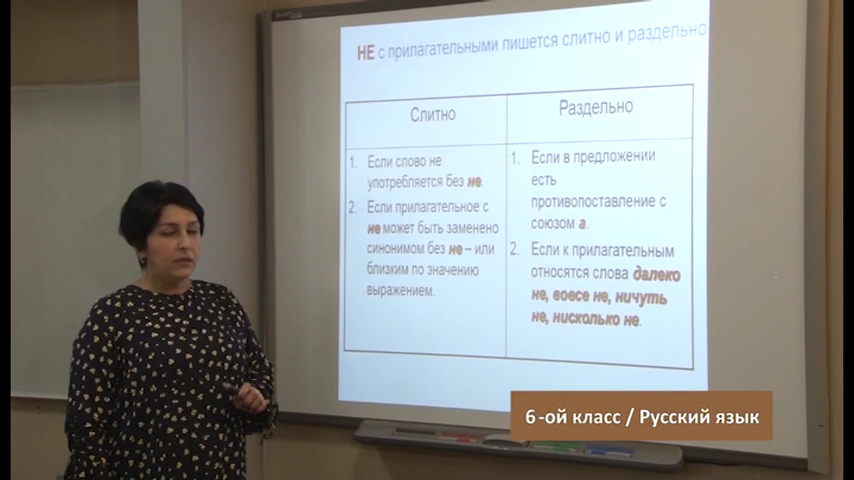 НЕ с прилагательными пишется слитно и раздельно
Слитно
1. Если слово не
употребляется без не.
2. Если прилагательное с
не может быть заменено
синонимом без не – или
близким по значению
выражением.
Раздельно
1. Если в предложении
есть
противопоставление с
союзом а.
2. Если к прилагательным
относятся слова далеко
не, вовсе не, ничуть
не, нисколько не.
6-ой класс / Русский язык